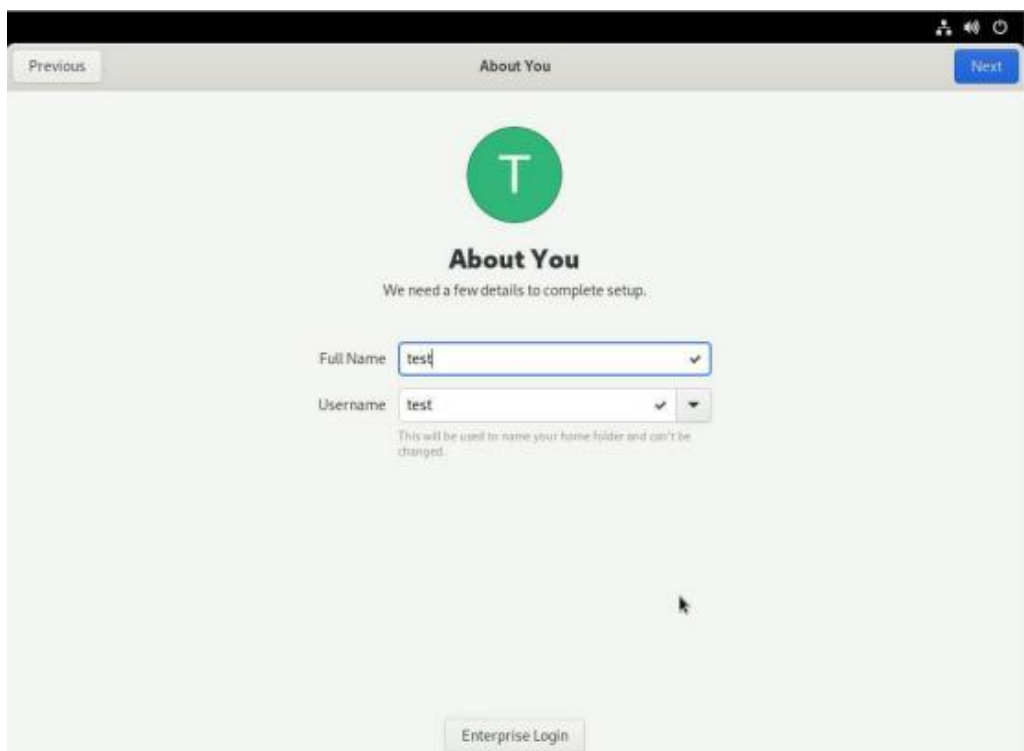 Previous
About You
Next
T
About You
We need a few details to complete setup.
Full Name
test
Username
test
This will be used to name your home folder and can't be
changed.
Enterprise Login